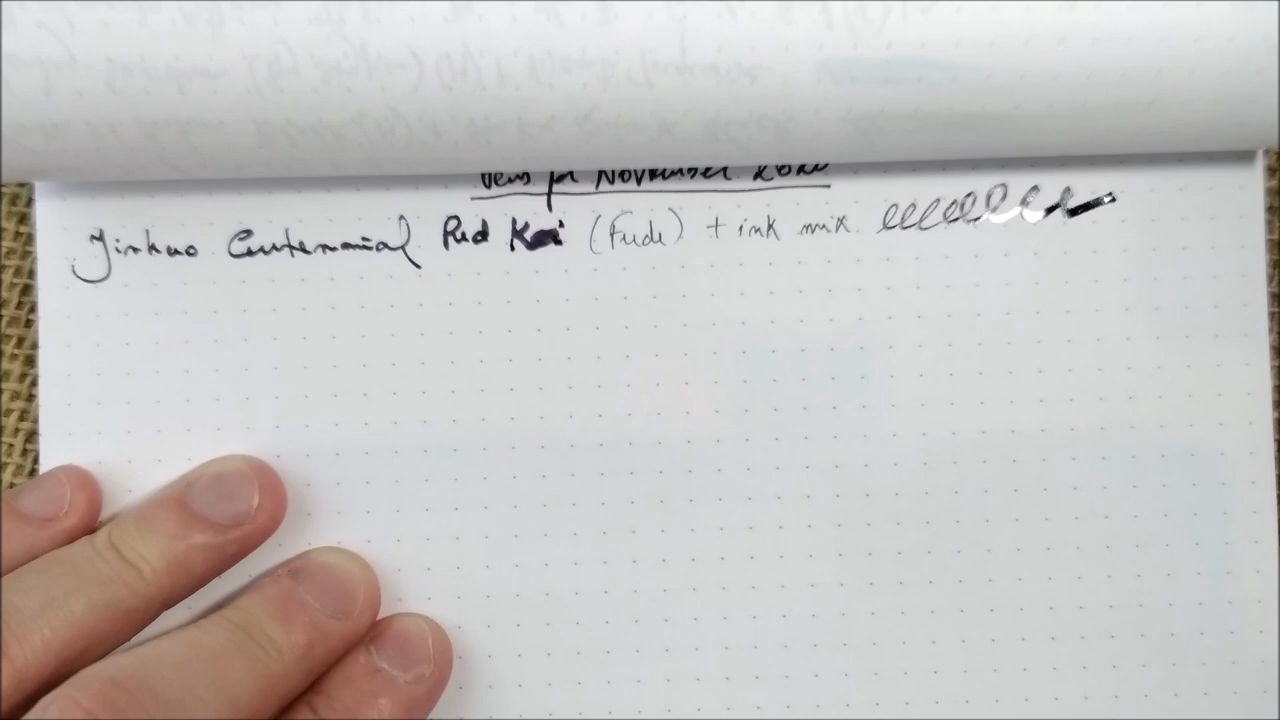 Pens for November 2020
Jinhao Centennial Red Koi (Fude) + ink mix